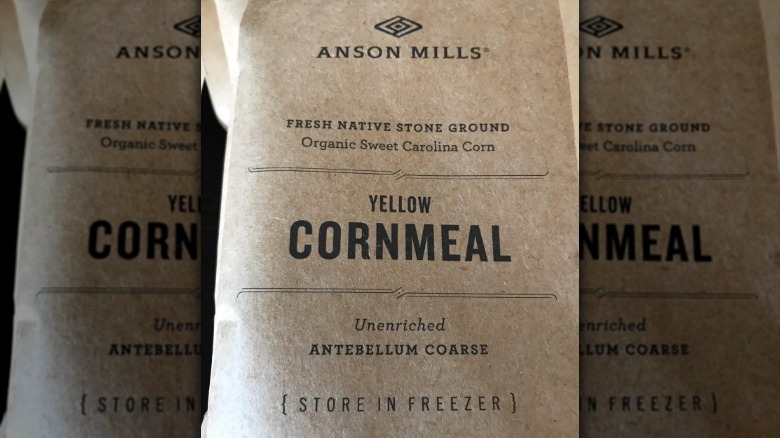 ANSON MILLS®
FRESH NATIVE STONE GROUND
Organic Sweet Carolina Corn
YELLOW
CORNMEAL
Unenriched
ANTEBELLUM COARSE
{ STORE IN FREEZER }